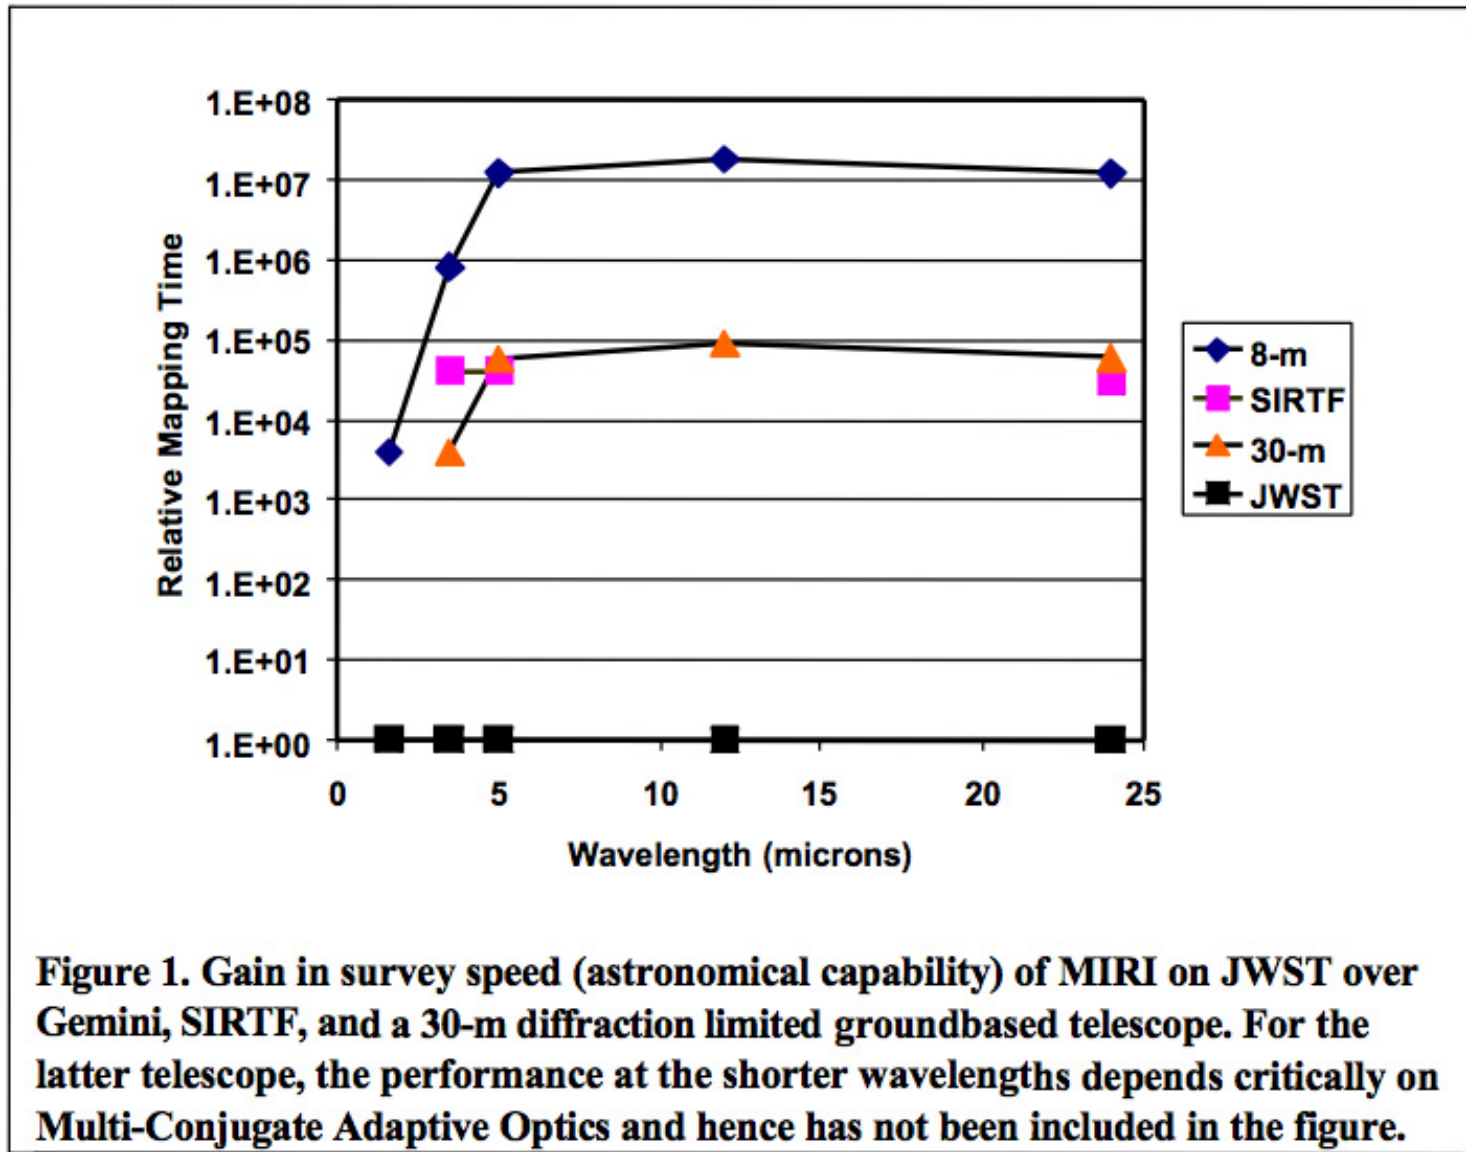 1.E+08
1.E+07
1.E+06
1.E+05
1.E+04
1.E+03
1.E+02
1.E+01
1.E+00
Relative Mapping Time
0 5 10 15 20 25
Wavelength (microns)
8-m
SIRTF
30-m
JWST
Figure 1. Gain in survey speed (astronomical capability) of MIRI on JWST over
Gemini, SIRTF, and a 30-m diffraction limited groundbased telescope. For the
latter telescope, the performance at the shorter wavelengths depends critically on
Multi-Conjugate Adaptive Optics and hence has not been included in the figure.